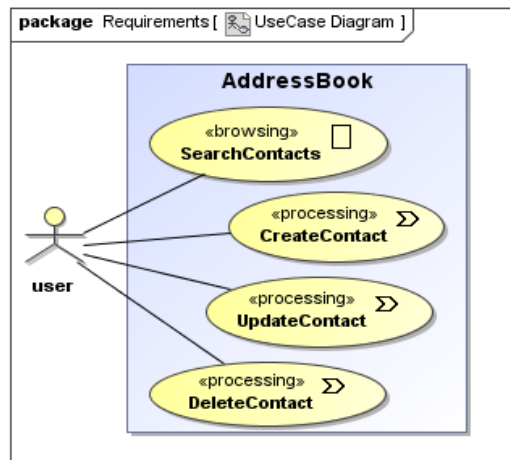 package Requirements [ UseCase Diagram ]
AddressBook
«browsing»
SearchContacts
«processing»
CreateContact
user
«processing»
UpdateContact
«processing»
DeleteContact